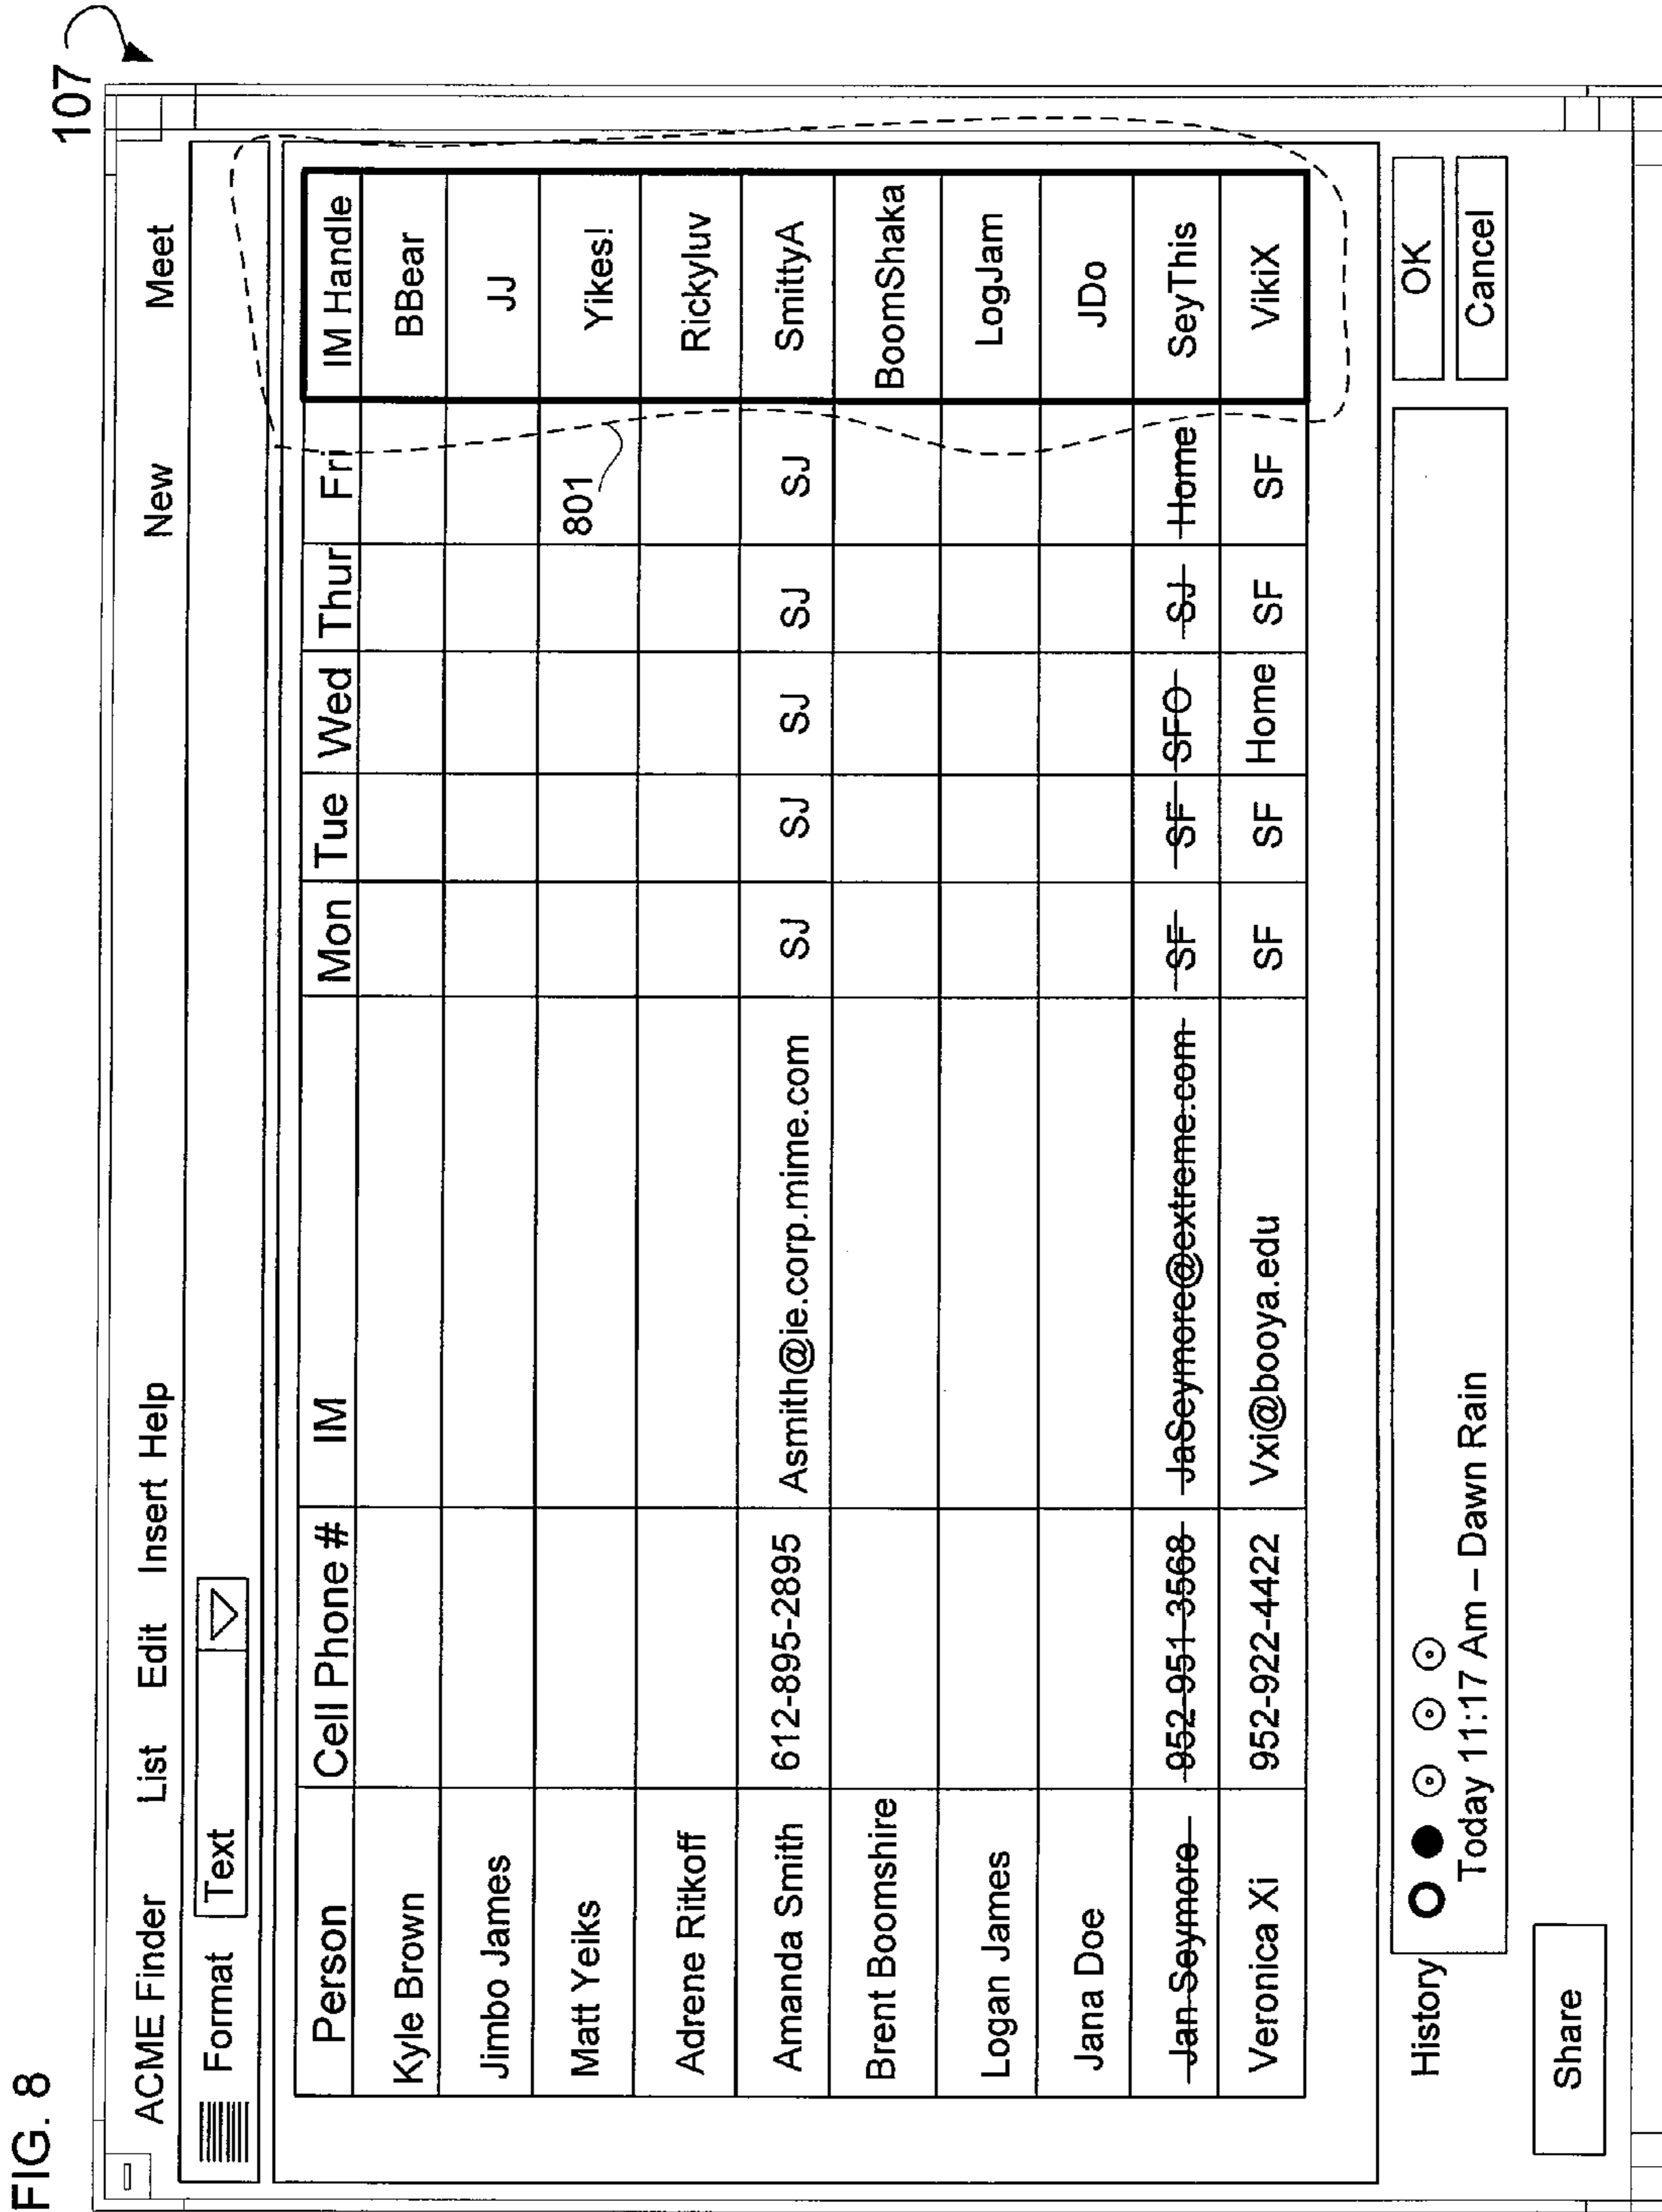 FIG. 8
107
ACME Finder List Edit Insert Help New Meet
Format Text
Person Cell Phone # IM Mon Tue Wed Thur Fri IM Handle
Kyle Brown BBear
Jimbo James JJ
Matt Yeiks 801 Yikes!
Adrene Ritkoff Rickyluv
Amanda Smith 612-895-2895 Asmith@ie.corp.mime.com SJ SJ SJ SJ SJ SmittyA
Brent Boomshire BoomShaka
Logan James LogJam
Jana Doe JDo
Jan Seymore 952-951-3568 JaSeymore@extreme.com SF SF SFO SJ Home SeyThis
Veronica Xi 952-922-4422 Vxi@booya.edu SF SF Home SF SF VikiX
History OK
Today 11:17 Am – Dawn Rain Cancel
Share